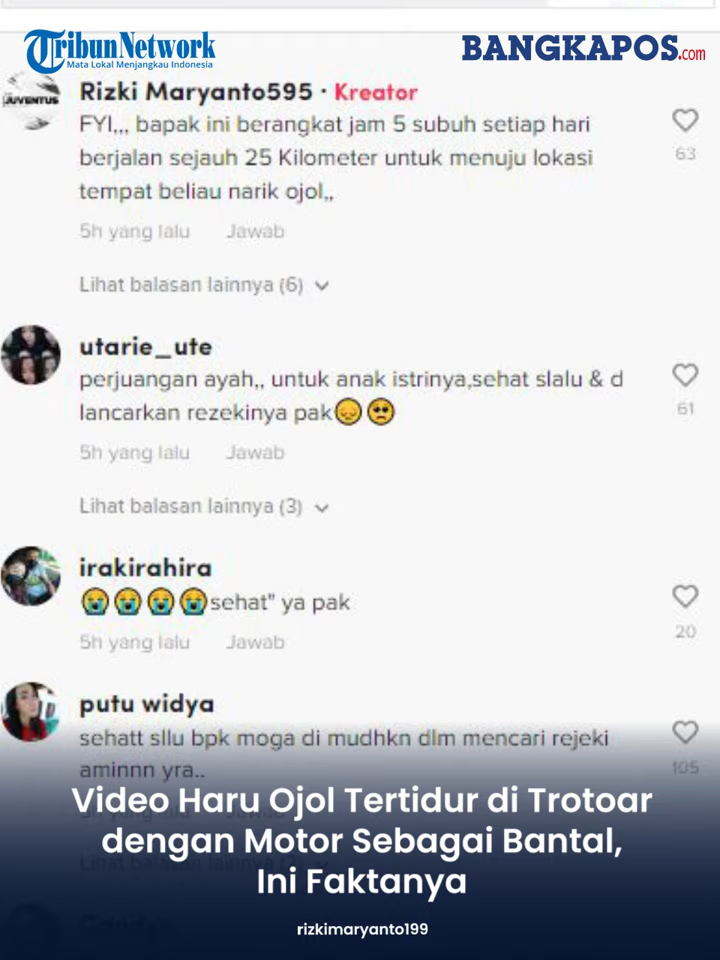 TribunNetwork
Mata Lokal Menjangkau Indonesia
BANGKAPOS.com
JUVENTUS
Rizki Maryanto595 · Kreator
FYI,,, bapak ini berangkat jam 5 subuh setiap hari
berjalan sejauh 25 Kilometer untuk menuju lokasi
tempat beliau narik ojol,,
63
5h yang lalu Jawab
Lihat balasan lainnya (6)
utarie_ute
perjuangan ayah,, untuk anak istrinya,sehat slalu & d
lancarkan rezekinya pak😞🥺
61
5h yang lalu Jawab
Lihat balasan lainnya (3)
irakirahira
😭😭😭😭sehat" ya pak
20
5h yang lalu Jawab
putu widya
sehatt sllu bpk moga di mudhkn dlm mencari rejeki
aminnn yra..
105
Video Haru Ojol Tertidur di Trotoar
dengan Motor Sebagai Bantal,
Ini Faktanya
rizkimaryanto199